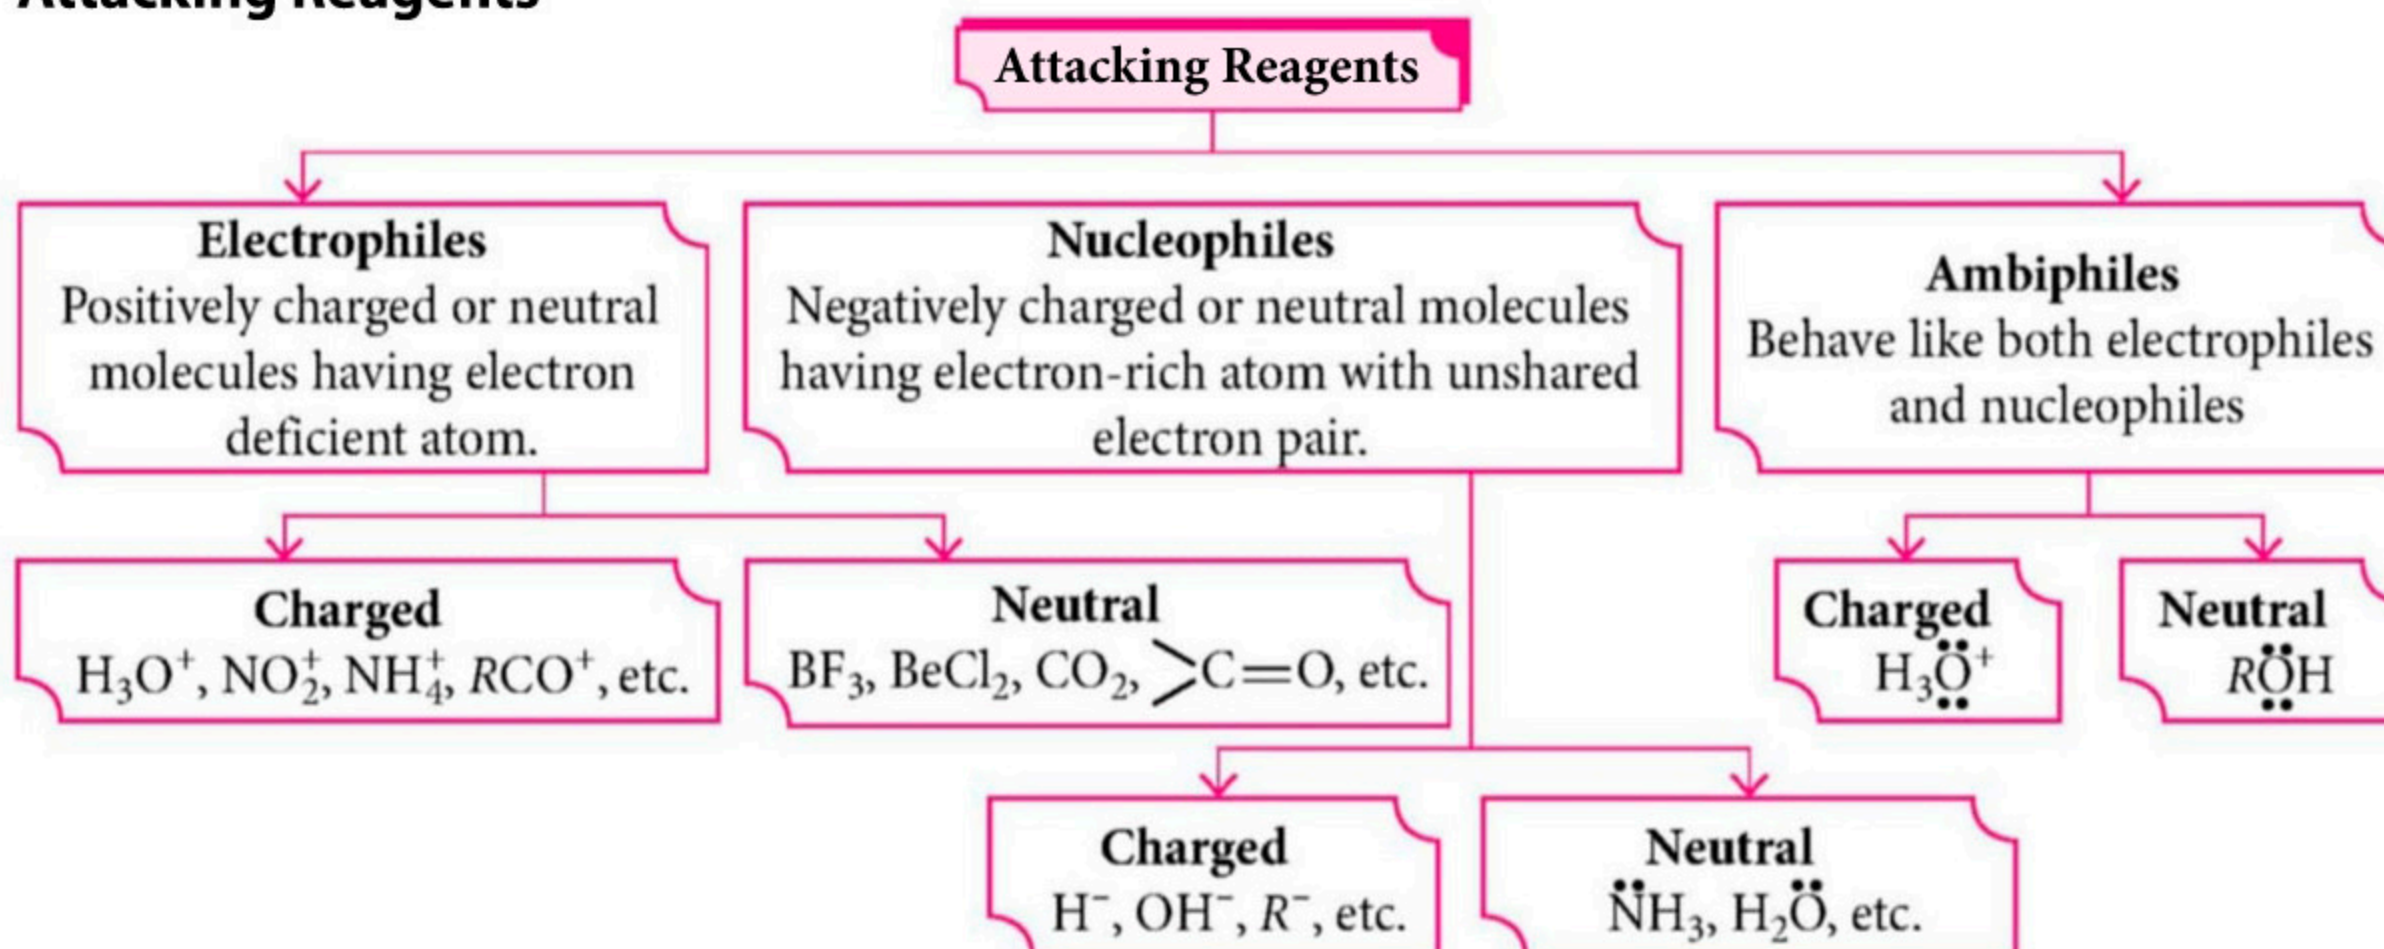 Attacking Reagents
Attacking Reagents
Electrophiles
Positively charged or neutral
molecules having electron
deficient atom.
Nucleophiles
Negatively charged or neutral molecules
having electron-rich atom with unshared
electron pair.
Ambiphiles
Behave like both electrophiles
and nucleophiles
Charged
H₃O⁺, NO₂⁺, NH₄⁺, RCO⁺, etc.
Neutral
BF₃, BeCl₂, CO₂, >C=O, etc.
Charged
H₃Ö̤⁺
Neutral
RÖ̤H
Charged
H⁻, OH⁻, R⁻, etc.
Neutral
N̈H₃, H₂Ö, etc.